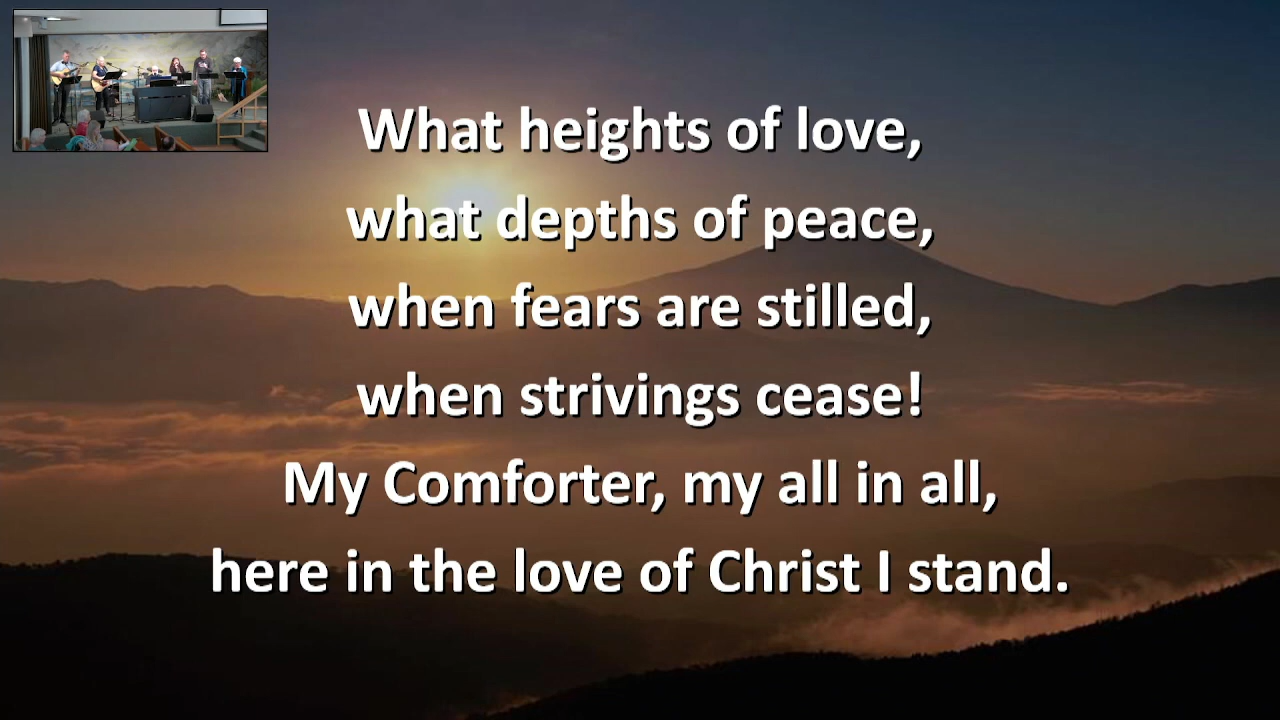 What heights of love,
what depths of peace,
when fears are stilled,
when strivings cease!
My Comforter, my all in all,
here in the love of Christ I stand.